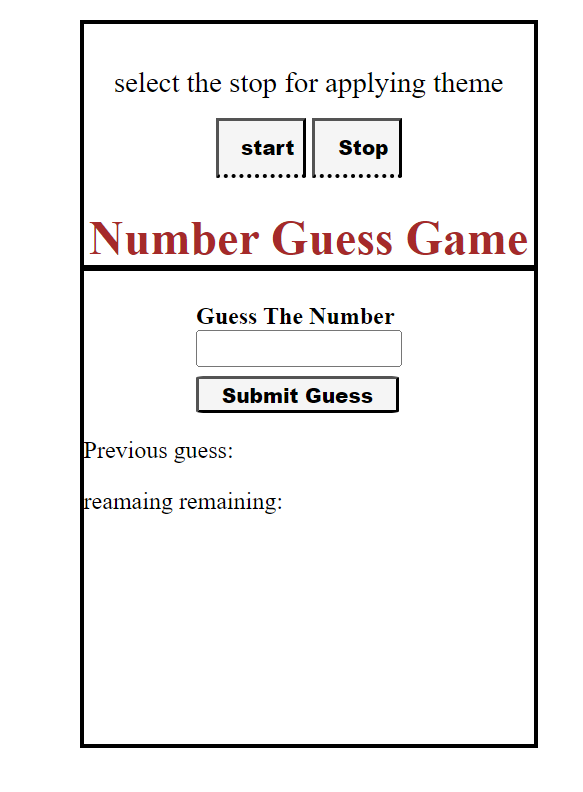 select the stop for applying theme
start Stop
Number Guess Game
Guess The Number
Submit Guess
Previous guess:
reamaing remaining: